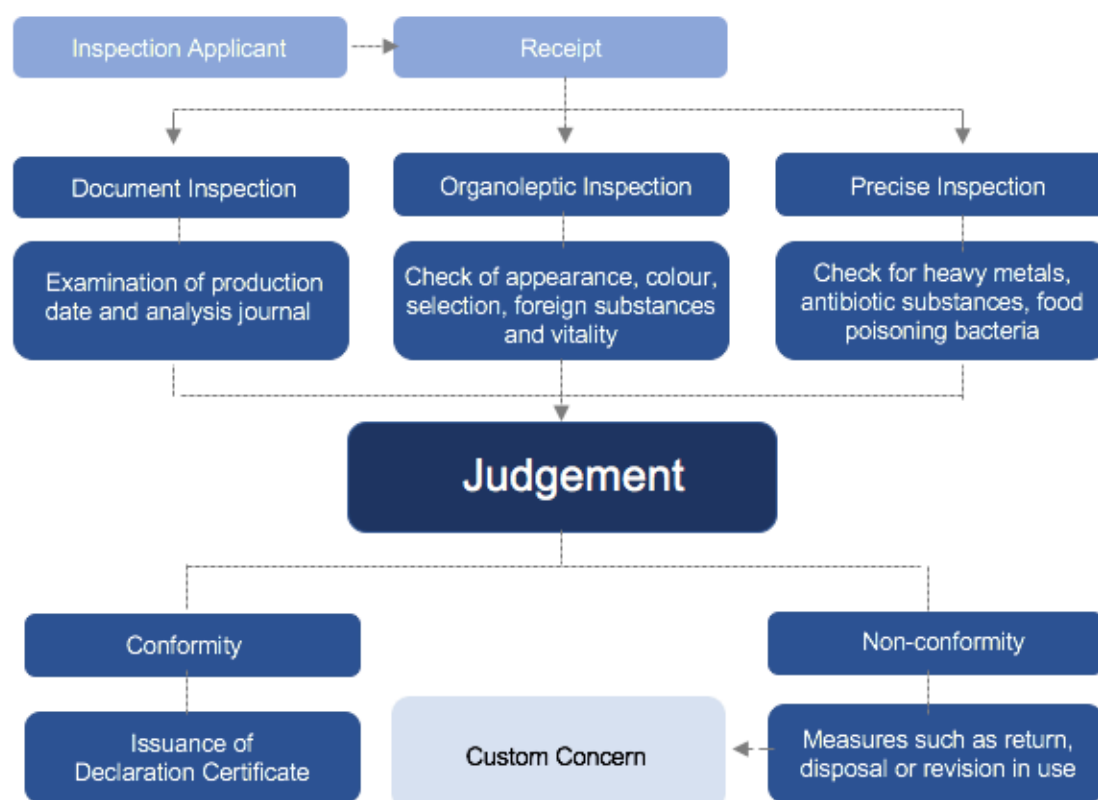 Inspection Applicant
Receipt
Document Inspection
Organoleptic Inspection
Precise Inspection
Examination of production
date and analysis journal
Check of appearance, colour,
selection, foreign substances
and vitality
Check for heavy metals,
antibiotic substances, food
poisoning bacteria
Judgement
Conformity
Non-conformity
Issuance of
Declaration Certificate
Custom Concern
Measures such as return,
disposal or revision in use